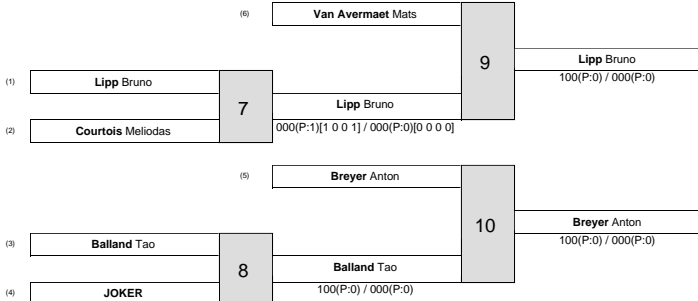 (6) Van Avermaet Mats
9
Lipp Bruno
100(P:0) / 000(P:0)
(1) Lipp Bruno
7
Lipp Bruno
000(P:1)[1 0 0 1] / 000(P:0)[0 0 0 0]
(2) Courtois Meliodas
(5) Breyer Anton
10
Breyer Anton
100(P:0) / 000(P:0)
(3) Balland Tao
8
Balland Tao
100(P:0) / 000(P:0)
(4) JOKER